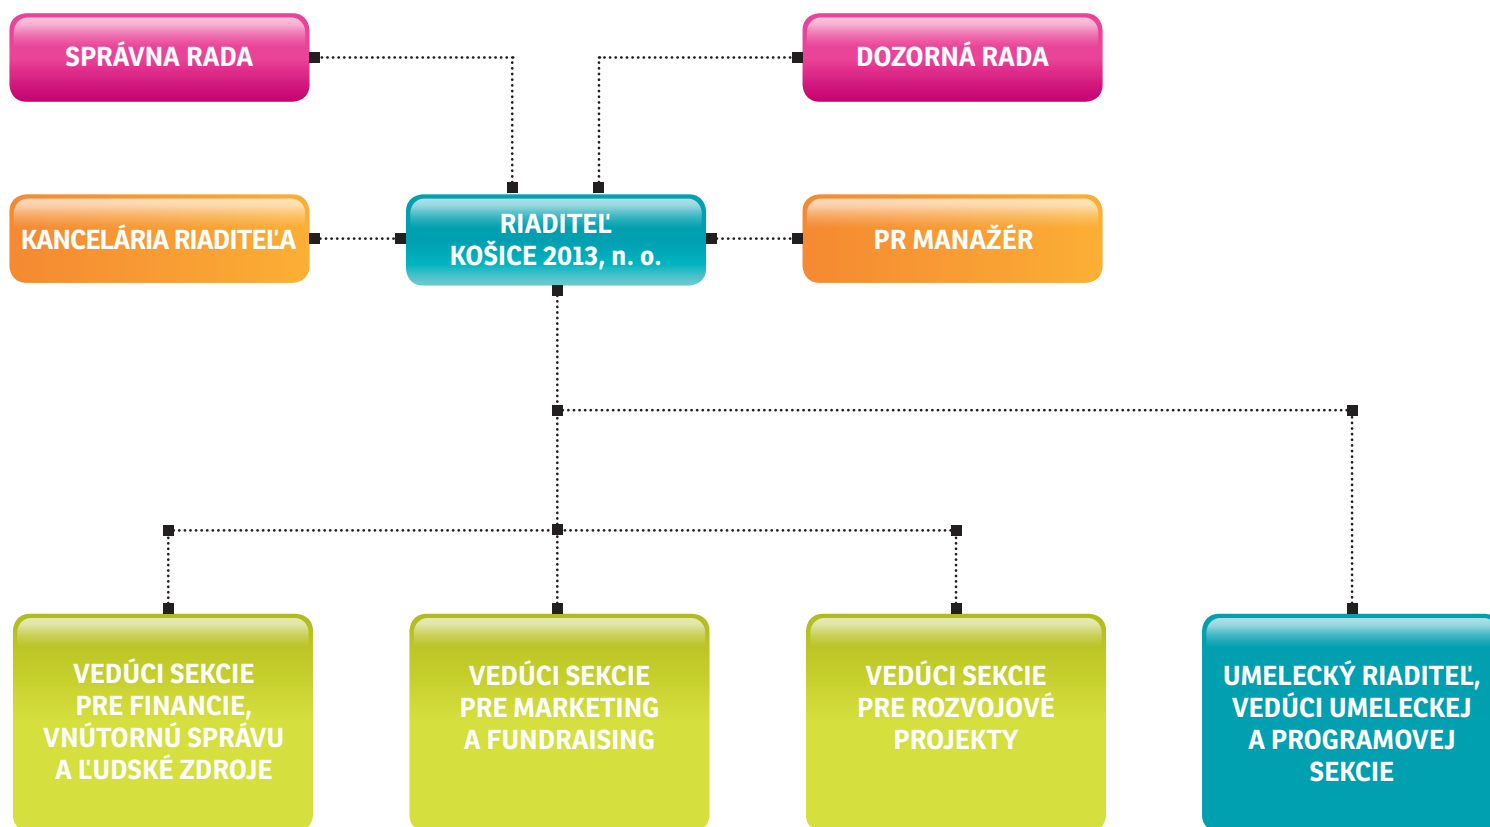 SPRÁVNA RADA
DOZORNÁ RADA
KANCELÁRIA RIADITEĽA
RIADITEĽ
KOŠICE 2013, n. o.
PR MANAŽÉR
VEDÚCI SEKCIE
PRE FINANCIE,
VNÚTORNÚ SPRÁVU
A ĽUDSKÉ ZDROJE
VEDÚCI SEKCIE
PRE MARKETING
A FUNDRAISING
VEDÚCI SEKCIE
PRE ROZVOJOVÉ
PROJEKTY
UMELECKÝ RIADITEĽ,
VEDÚCI UMELECKEJ
A PROGRAMOVEJ
SEKCIE